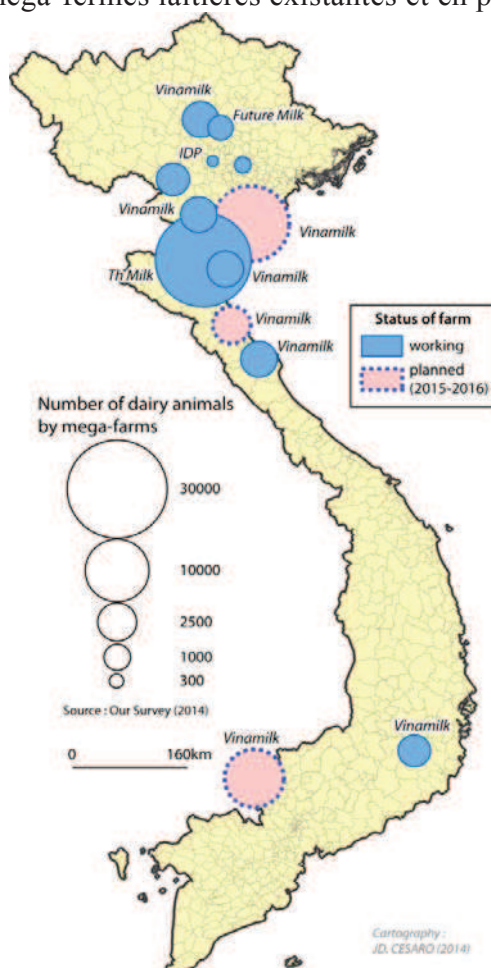 mega-fermes laitières existantes et en p
Vinamilk
Future Milk
IDP
Vinamilk
Vinamilk
Th Milk
Vinamilk
Vinamilk
Vinamilk
Status of farm
working
planned
(2015-2016)
Number of dairy animals
by mega-farms
30000
10000
2500
1000
300
Source : Our Survey (2014)
0 160km
Vinamilk
Vinamilk
Cartography :
JD. CESARO (2014)